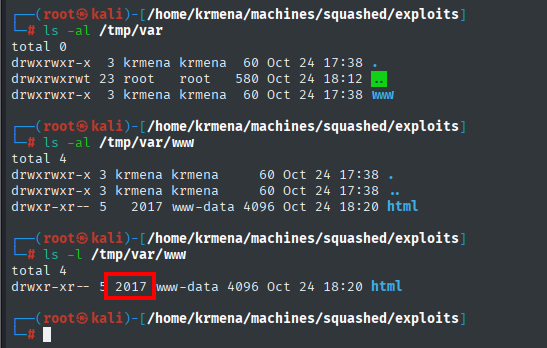 ┌──(root㉿kali)-[/home/krmena/machines/squashed/exploits]
└─# ls -al /tmp/var
total 0
drwxrwxr-x  3 krmena krmena  60 Oct 24 17:38 .
drwxrwxrwt 23 root   root   580 Oct 24 18:12 ..
drwxrwxr-x  3 krmena krmena  60 Oct 24 17:38 www
┌──(root㉿kali)-[/home/krmena/machines/squashed/exploits]
└─# ls -al /tmp/var/www
total 4
drwxrwxr-x 3 krmena krmena     60 Oct 24 17:38 .
drwxrwxr-x 3 krmena krmena     60 Oct 24 17:38 ..
drwxr-xr-- 5   2017 www-data 4096 Oct 24 18:20 html
┌──(root㉿kali)-[/home/krmena/machines/squashed/exploits]
└─# ls -l /tmp/var/www
total 4
drwxr-xr-- 5 2017 www-data 4096 Oct 24 18:20 html
┌──(root㉿kali)-[/home/krmena/machines/squashed/exploits]
└─#